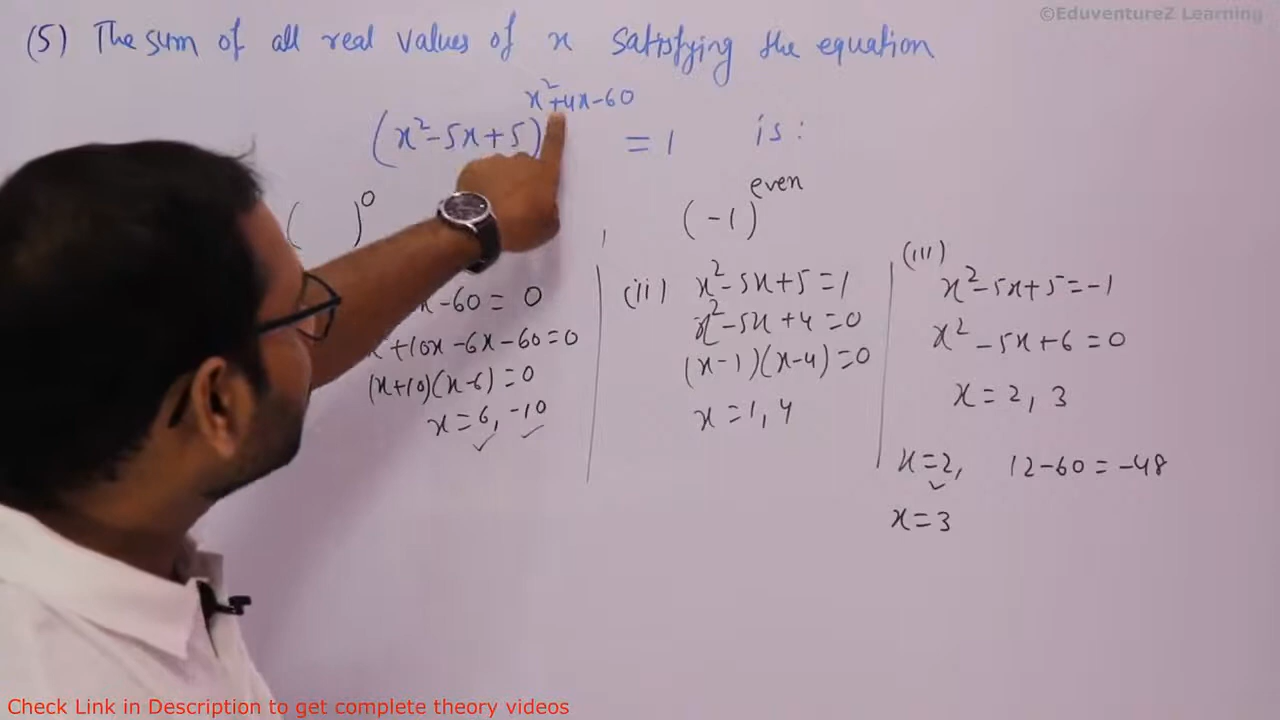 ©EduventureZ Learning
(5) The sum of all real values of x satisfying the equation
(x²-5x+5)^(x²+4x-60) = 1 is:
( )⁰
(-1)^even
x-60 = 0
+10x-6x-60=0
(x+10)(x-6)=0
x=6, -10
(ii) x²-5x+5=1
x²-5x+4=0
(x-1)(x-4)=0
x=1,4
(iii)
x²-5x+5=-1
x²-5x+6=0
x=2,3
x=2, 12-60=-48
x=3
Check Link in Description to get complete theory videos